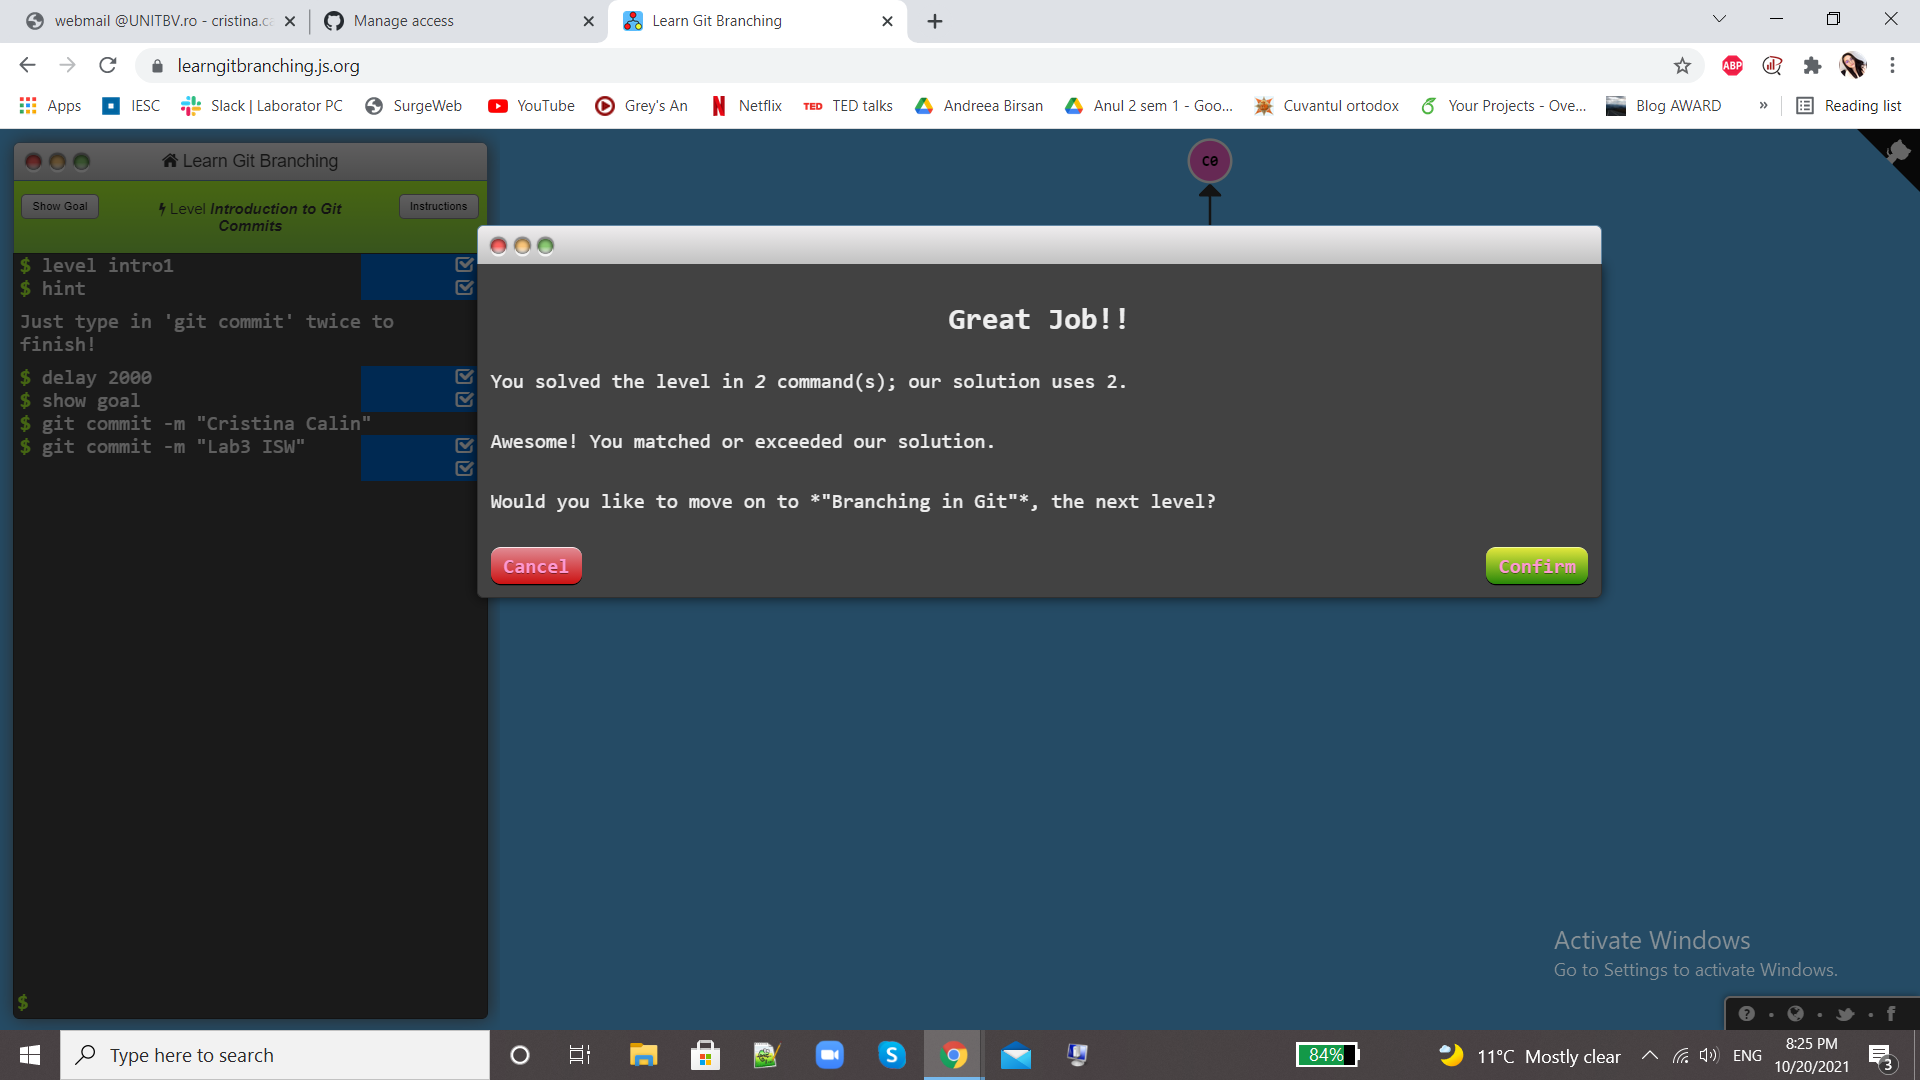 webmail @UNITBV.ro - cristina.ca
Manage access
Learn Git Branching
learngitbranching.js.org
ABP
Apps
IESC
Slack | Laborator PC
SurgeWeb
YouTube
Grey's An
Netflix
TED
TED talks
Andreea Birsan
Anul 2 sem 1 - Goo...
Cuvantul ortodox
Your Projects - Ove...
Blog AWARD
»
Reading list
Learn Git Branching
Show Goal
Level Introduction to Git
Commits
Instructions
$ level intro1
$ hint
Just type in 'git commit' twice to
finish!
$ delay 2000
$ show goal
$ git commit -m "Cristina Calin"
$ git commit -m "Lab3 ISW"
$
C0
Great Job!!
You solved the level in 2 command(s); our solution uses 2.
Awesome! You matched or exceeded our solution.
Would you like to move on to *"Branching in Git"*, the next level?
Cancel
Confirm
Activate Windows
Go to Settings to activate Windows.
Type here to search
84%
11°C Mostly clear
ENG
8:25 PM
10/20/2021
3